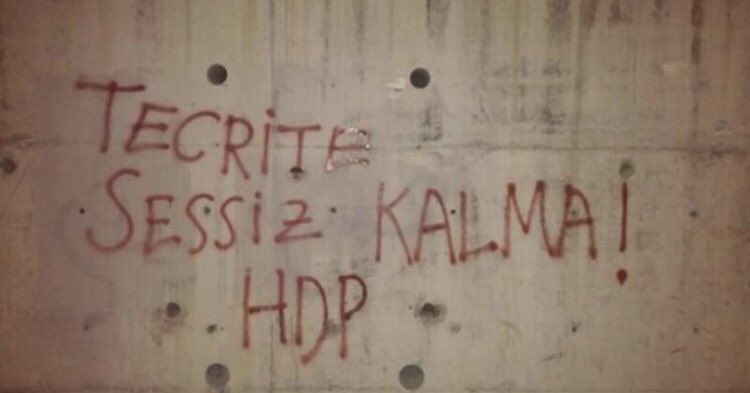 TECRİTE
SESSİZ KALMA!
HDP